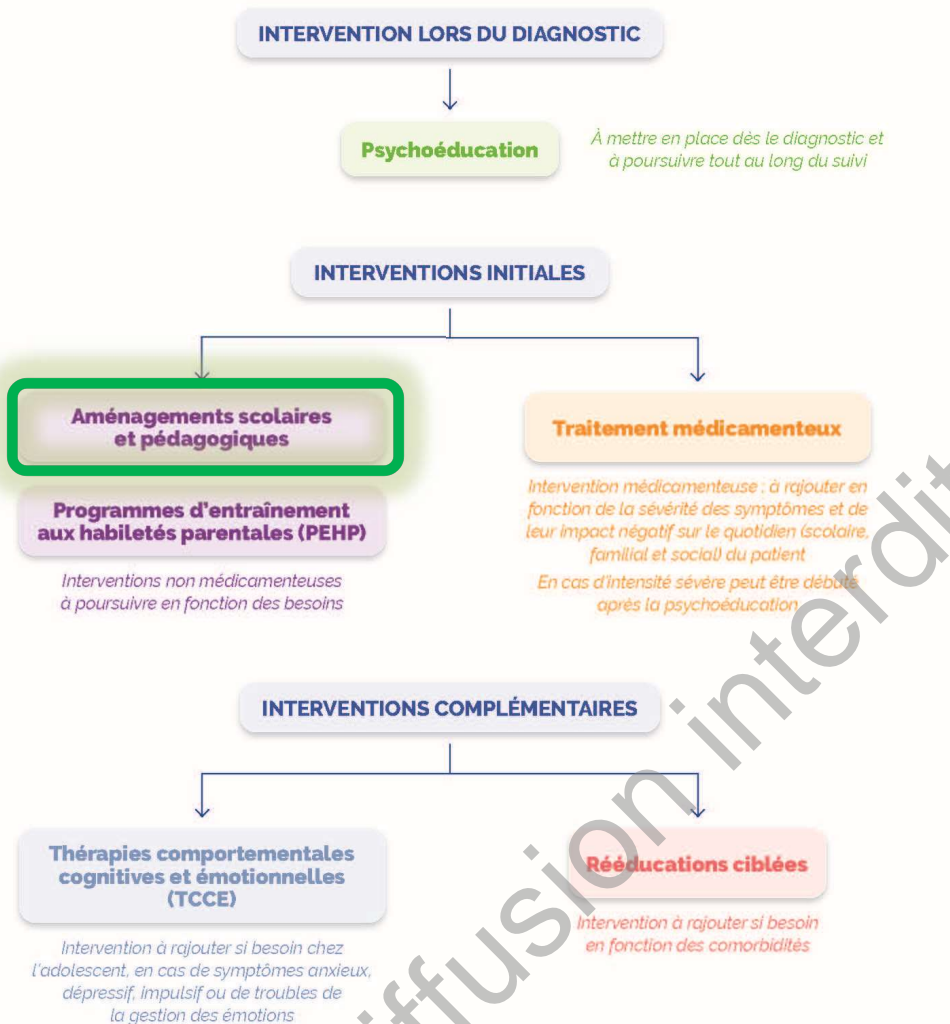 INTERVENTION LORS DU DIAGNOSTIC
Psychoéducation
À mettre en place dès le diagnostic et
à poursuivre tout au long du suivi
INTERVENTIONS INITIALES
Aménagements scolaires
et pédagogiques
Programmes d'entraînement
aux habiletés parentales (PEHP)
Interventions non médicamenteuses
à poursuivre en fonction des besoins
Traitement médicamenteux
Intervention médicamenteuse : à rajouter en
fonction de la sévérité des symptômes et de
leur impact négatif sur le quotidien (scolaire,
familial et social) du patient
En cas d'intensité sévère peut être débuté
après la psychoéducation
INTERVENTIONS COMPLÉMENTAIRES
Thérapies comportementales
cognitives et émotionnelles
(TCCE)
Intervention à rajouter si besoin chez
l'adolescent, en cas de symptômes anxieux,
dépressif, impulsif ou de troubles de
la gestion des émotions
Rééducations ciblées
Intervention à rajouter si besoin
en fonction des comorbidités